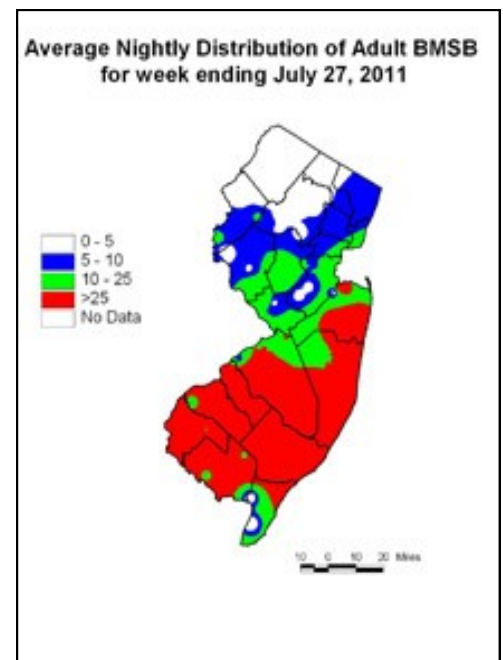 Average Nightly Distribution of Adult BMSB
for week ending July 27, 2011
0 - 5
5 - 10
10 - 25
>25
No Data
10 0 10 20 Miles